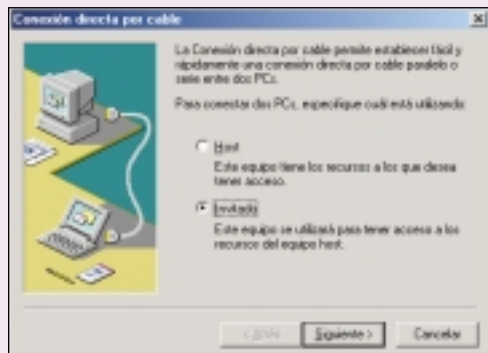 Conexión directa por cable
La Conexión directa por cable permite establecer fácil y
rápidamente una conexión directa por cable paralelo o
serie entre dos PCs.
Para conectar dos PCs, especifique cuál está utilizando:
Host
Este equipo tiene los recursos a los que desea
tener acceso.
Invitado
Este equipo se utilizará para tener acceso a los
recursos del equipo host.
< Atrás
Siguiente >
Cancelar